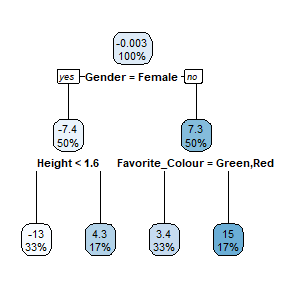 -0.003
100%
yes Gender = Female no
-7.4 7.3
50% 50%
Height < 1.6 Favorite_Colour = Green,Red
-13 4.3 3.4 15
33% 17% 33% 17%